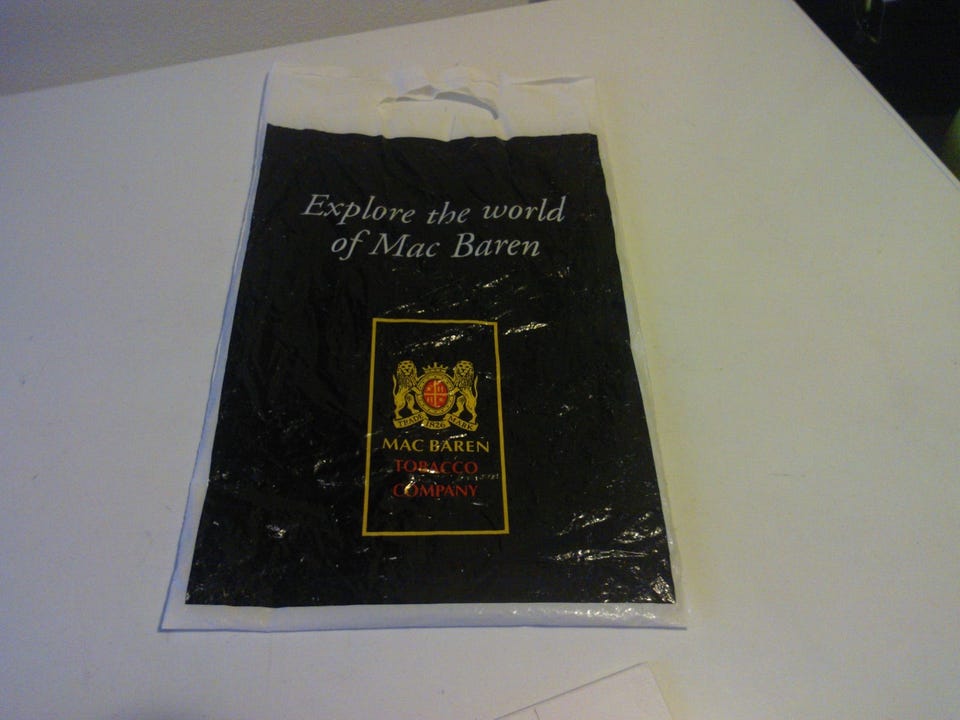 Explore the world
of Mac Baren
TRADE 1826 MARK
MAC BAREN
TOBACCO
COMPANY